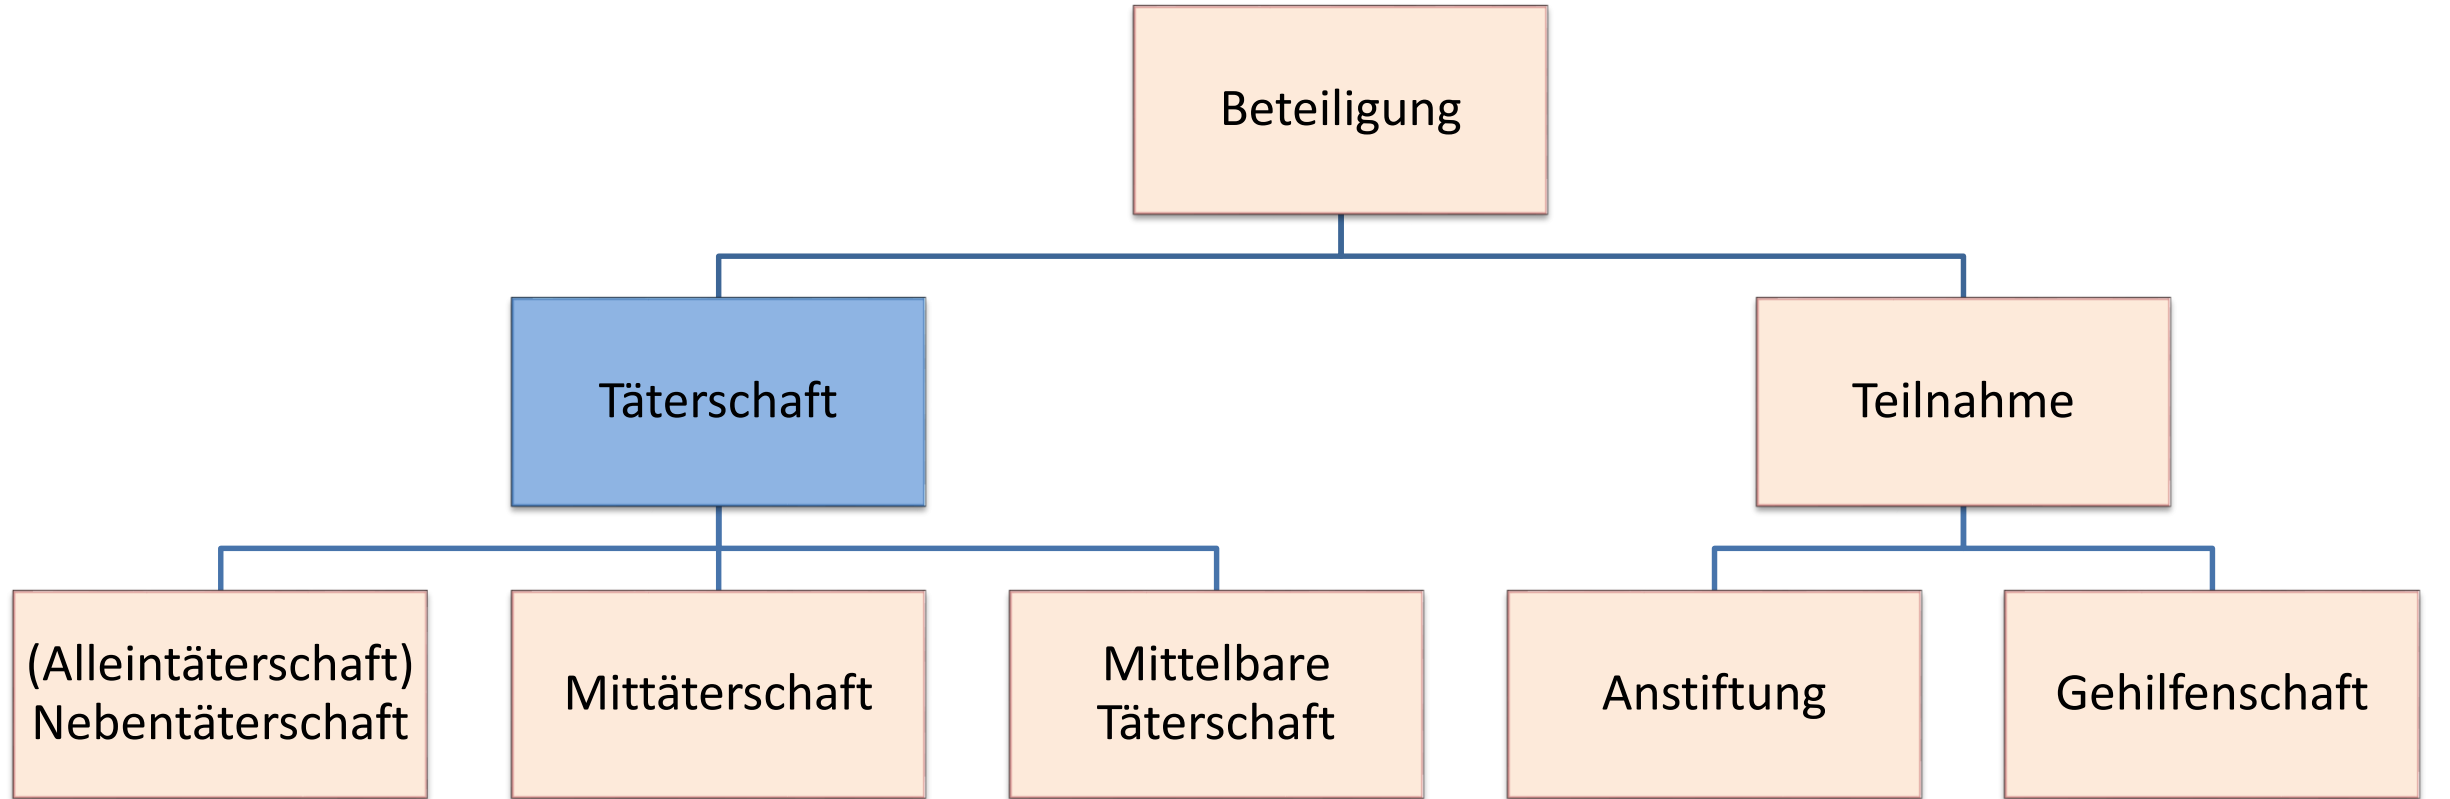 Beteiligung
Täterschaft
Teilnahme
(Alleintäterschaft)
Nebentäterschaft
Mittäterschaft
Mittelbare
Täterschaft
Anstiftung
Gehilfenschaft